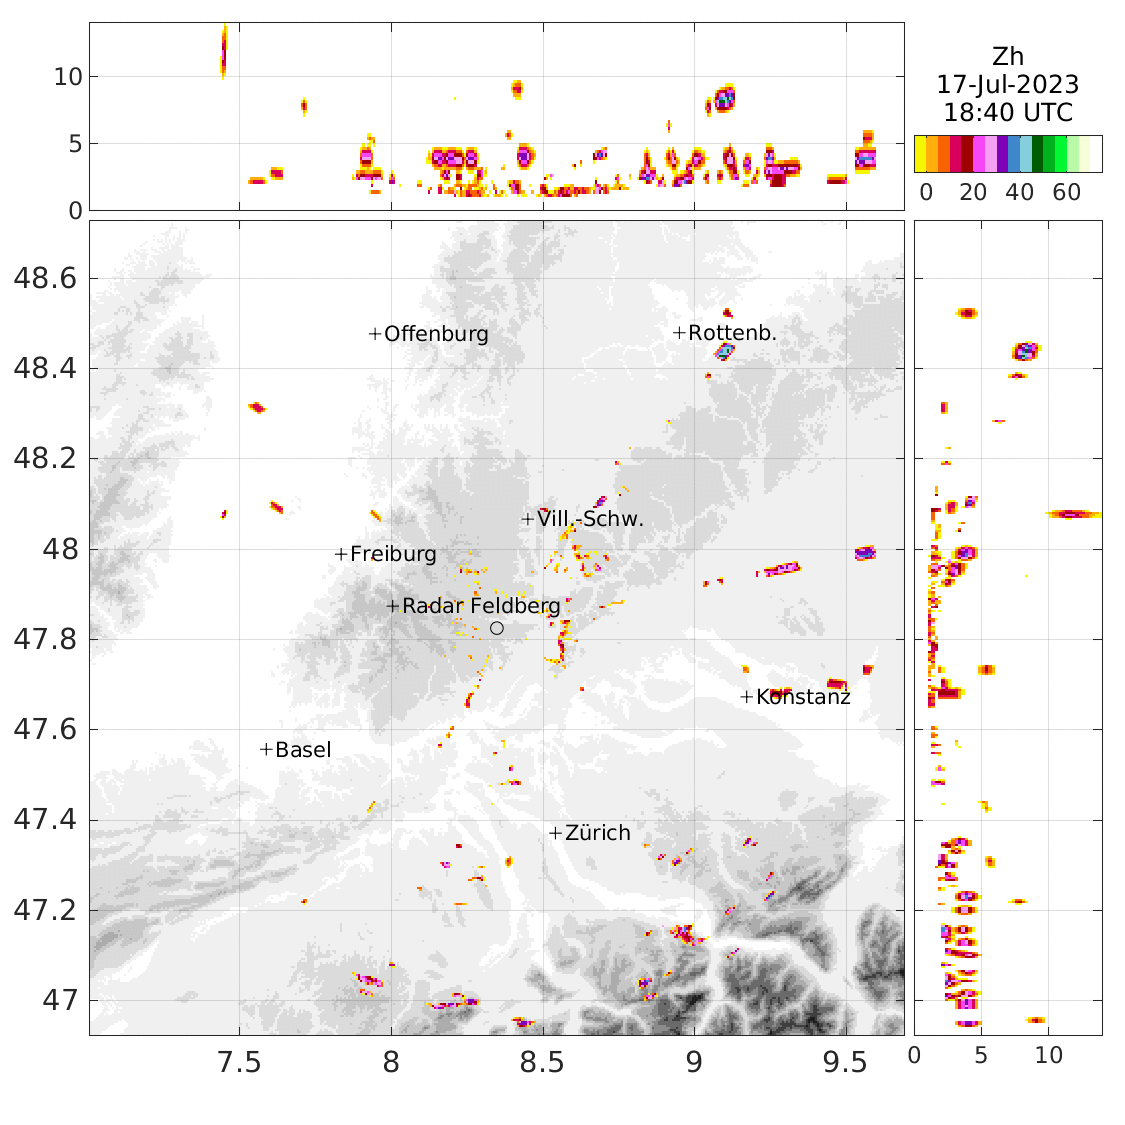 10
5
0
Zh
17-Jul-2023
18:40 UTC
0 20 40 60
48.6
48.4
48.2
48
47.8
47.6
47.4
47.2
47
+Offenburg
+Rottenb.
+Vill.-Schw.
+Freiburg
+Radar Feldberg
+Konstanz
+Basel
+Zürich
7.5 8 8.5 9 9.5
0 5 10